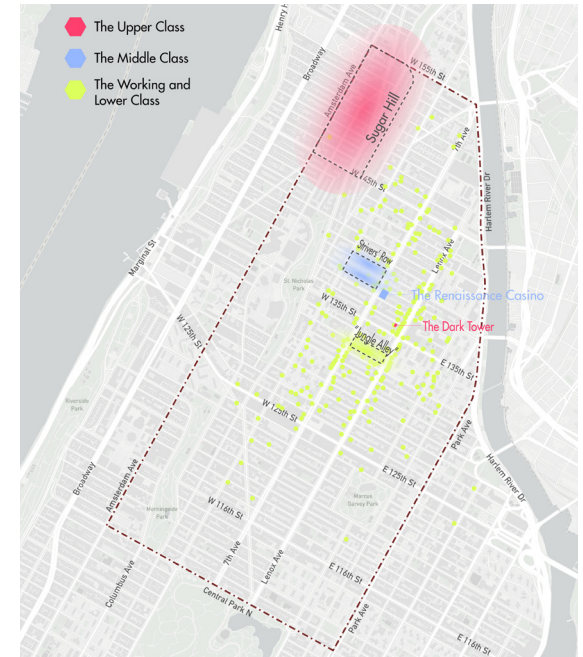 The Upper Class
The Middle Class
The Working and
Lower Class
Henry H
Broadway
W 155th St
Amsterdam Ave
Sugar Hill
7th Ave
W 145th St
Harlem River Dr
Lenox Ave
Strivers' Row
Marginal St
St. Nicholas
Park
The Renaissance Casino
W 135th St
The Dark Tower
W 125th St
Jungle Alley
E 135th St
Riverside
Park
W 125th St
Park Ave
Broadway
Amsterdam Ave
E 125th St
Harlem River Dr
W 116th St
Marcus
Garvey Park
Morningside
Park
7th Ave
Lenox Ave
E 116th St
Columbus Ave
Central Park N
Park Ave
E 116th St